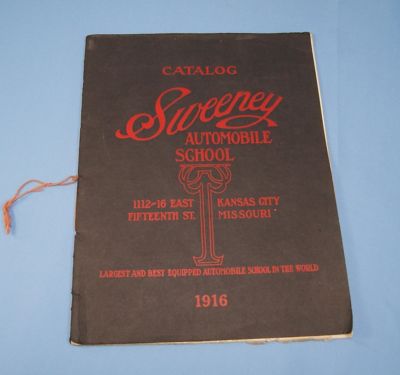 CATALOG
Sweeney
AUTOMOBILE
SCHOOL
1112-16 EAST KANSAS CITY
FIFTEENTH ST. MISSOURI
LARGEST AND BEST EQUIPPED AUTOMOBILE SCHOOL IN THE WORLD
1916